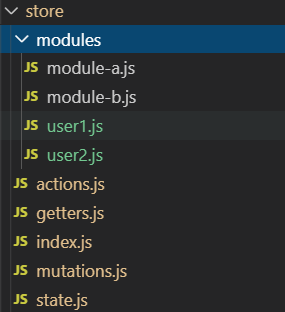 store
modules
JS module-a.js
JS module-b.js
JS user1.js
JS user2.js
JS actions.js
JS getters.js
JS index.js
JS mutations.js
JS state.js